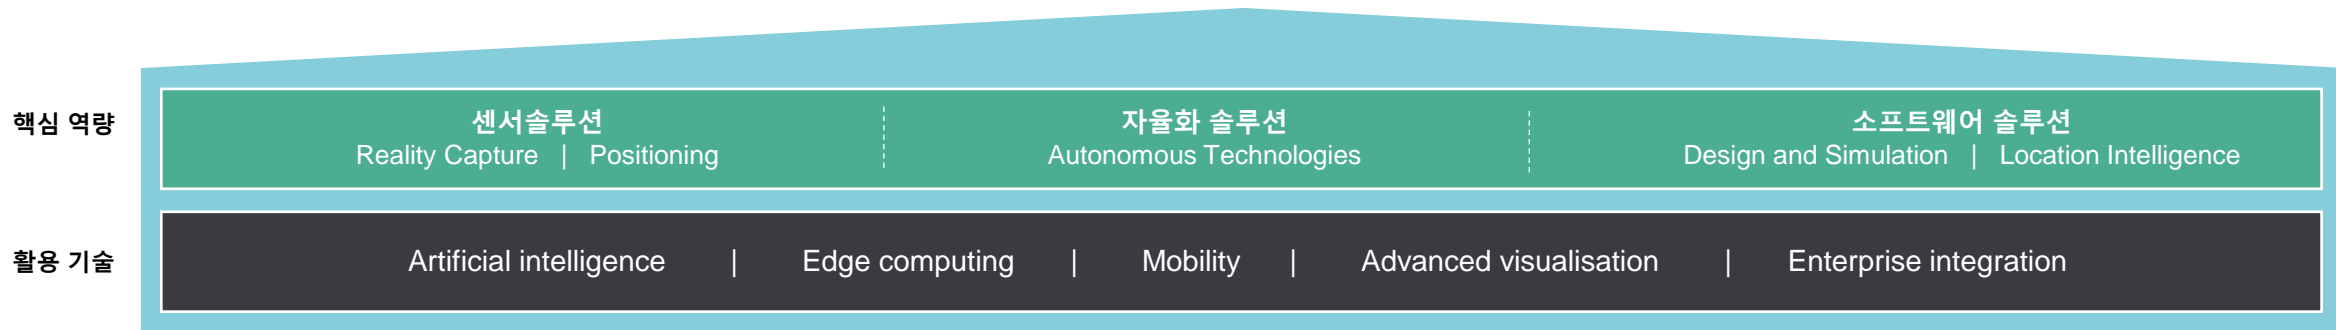 핵심 역량
센서솔루션
Reality Capture | Positioning
자율화 솔루션
Autonomous Technologies
소프트웨어 솔루션
Design and Simulation | Location Intelligence
활용 기술
Artificial intelligence | Edge computing | Mobility | Advanced visualisation | Enterprise integration